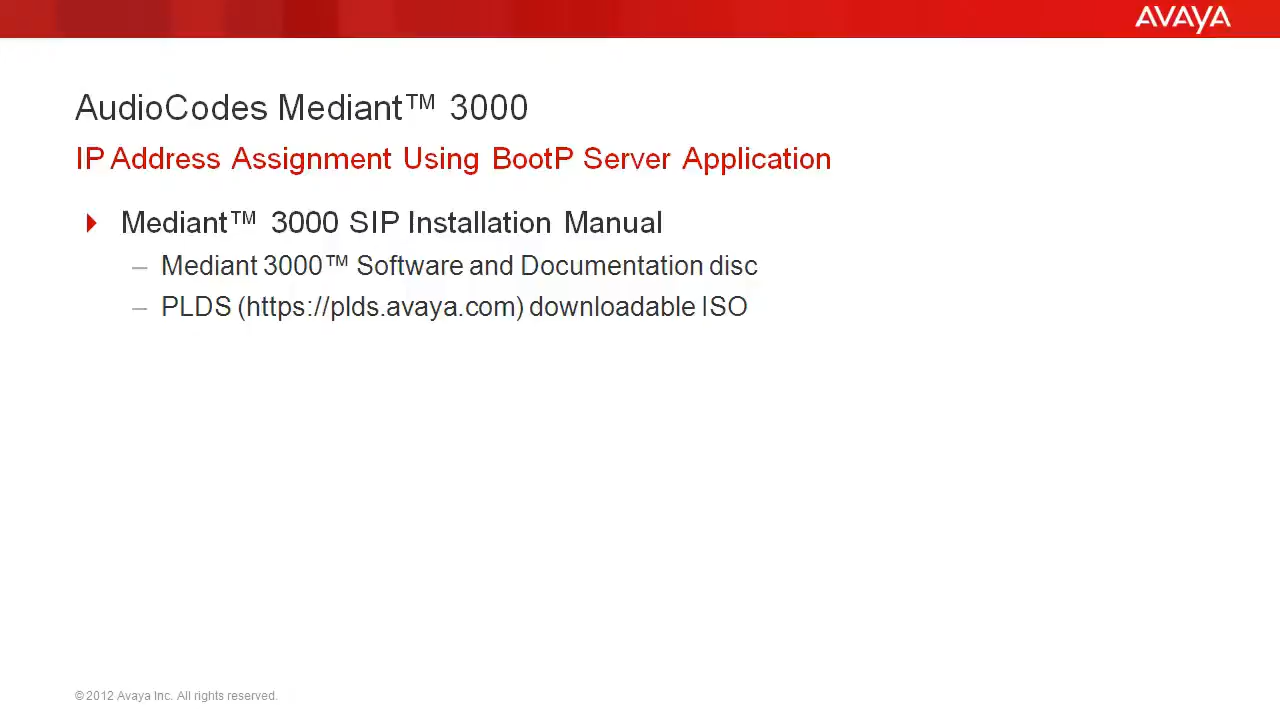 AVAYA
AudioCodes Mediant™ 3000
IP Address Assignment Using BootP Server Application
Mediant™ 3000 SIP Installation Manual
– Mediant 3000™ Software and Documentation disc
– PLDS (https://plds.avaya.com) downloadable ISO
© 2012 Avaya Inc. All rights reserved.